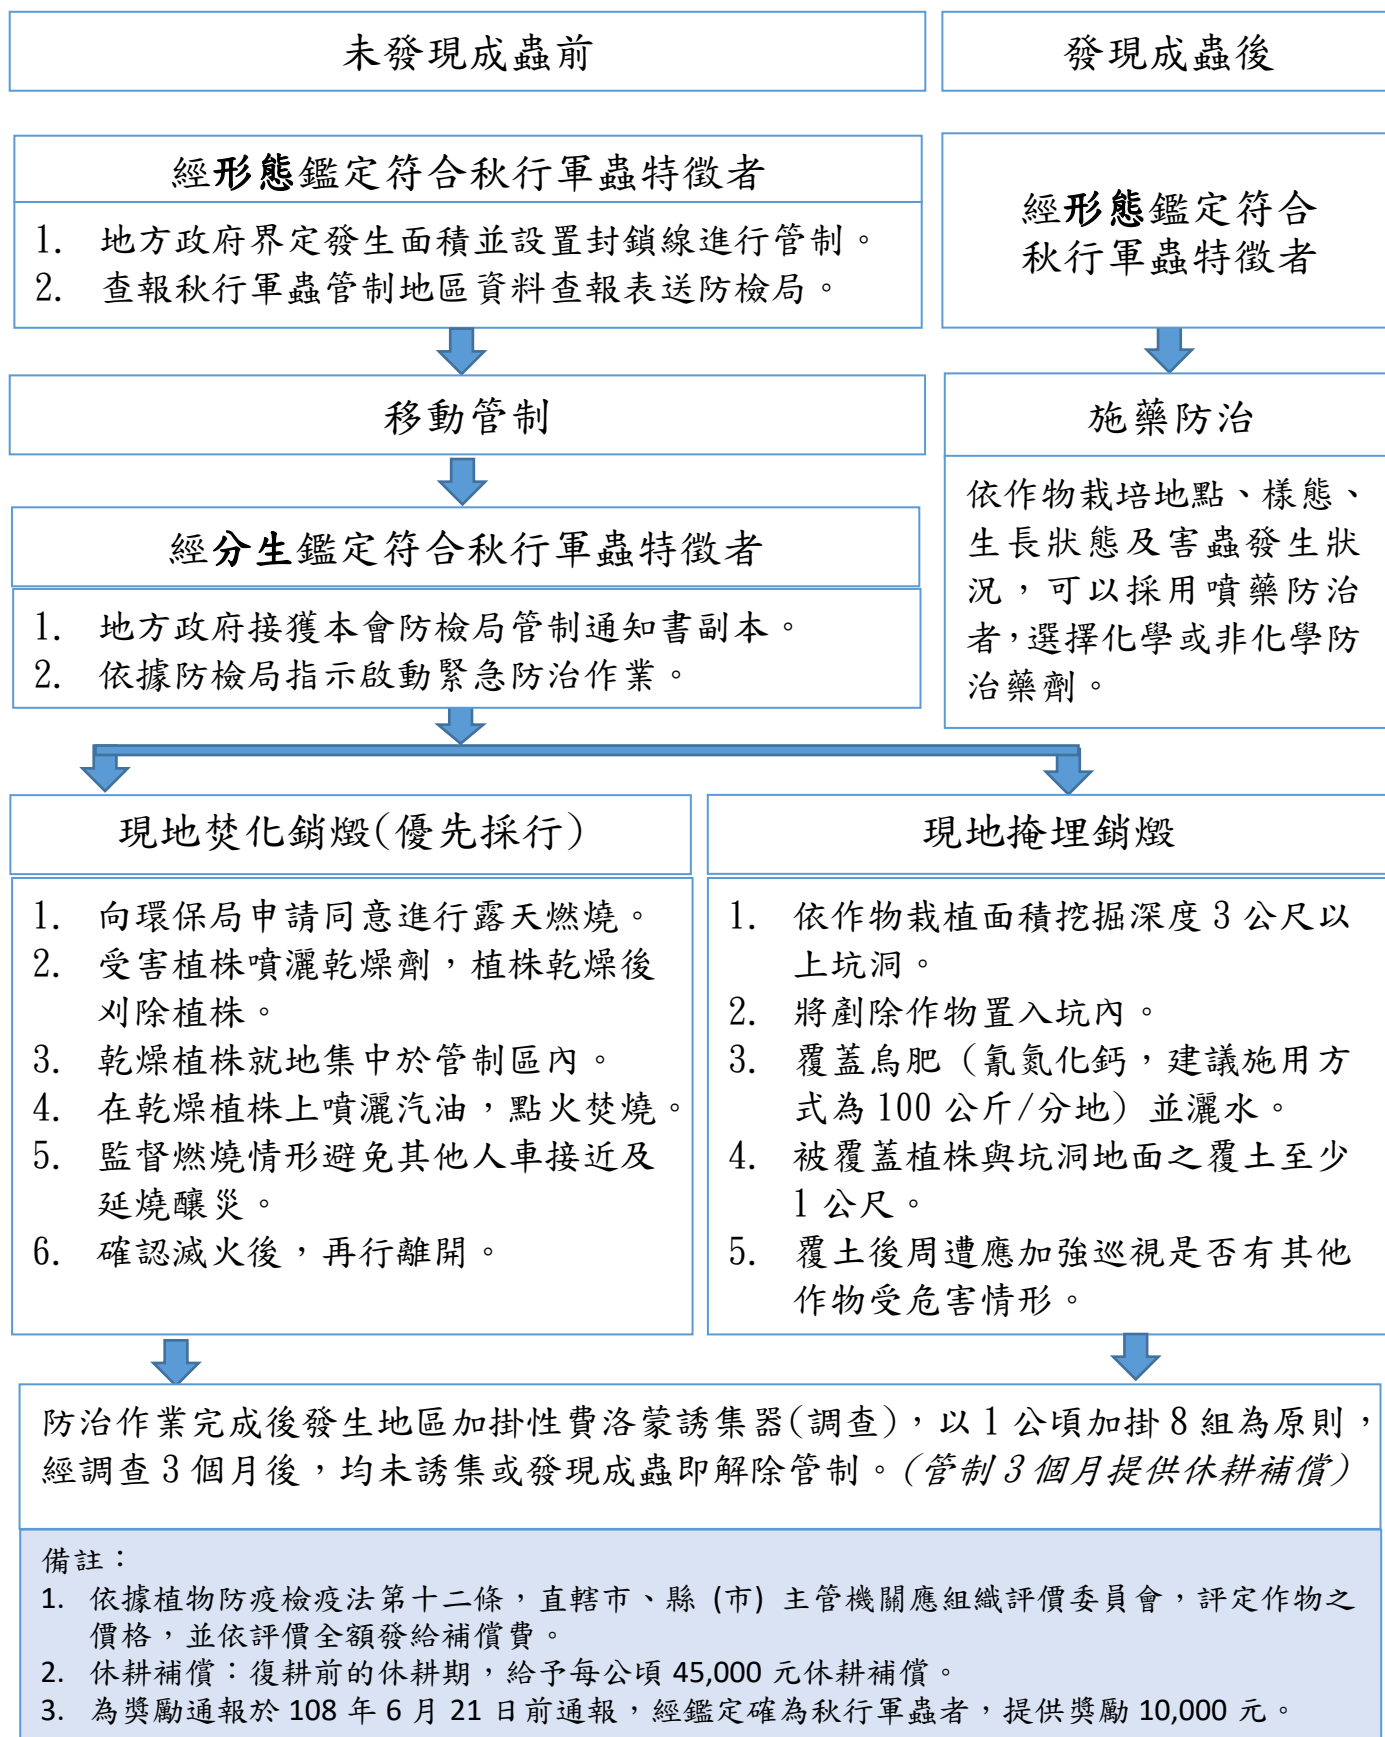 未發現成蟲前
發現成蟲後
經形態鑑定符合秋行軍蟲特徵者
1. 地方政府界定發生面積並設置封鎖線進行管制。
2. 查報秋行軍蟲管制地區資料查報表送防檢局。
經形態鑑定符合
秋行軍蟲特徵者
移動管制
施藥防治
依作物栽培地點、樣態、
生長狀態及害蟲發生狀
況，可以採用噴藥防治
者，選擇化學或非化學防
治藥劑。
經分生鑑定符合秋行軍蟲特徵者
1. 地方政府接獲本會防檢局管制通知書副本。
2. 依據防檢局指示啟動緊急防治作業。
現地焚化銷燬(優先採行)
1. 向環保局申請同意進行露天燃燒。
2. 受害植株噴灑乾燥劑，植株乾燥後
刈除植株。
3. 乾燥植株就地集中於管制區內。
4. 在乾燥植株上噴灑汽油，點火焚燒。
5. 監督燃燒情形避免其他人車接近及
延燒釀災。
6. 確認滅火後，再行離開。
現地掩埋銷燬
1. 依作物栽植面積挖掘深度 3 公尺以
上坑洞。
2. 將剷除作物置入坑內。
3. 覆蓋烏肥（氰氮化鈣，建議施用方
式為 100 公斤/分地）並灑水。
4. 被覆蓋植株與坑洞地面之覆土至少
1 公尺。
5. 覆土後周遭應加強巡視是否有其他
作物受危害情形。
防治作業完成後發生地區加掛性費洛蒙誘集器(調查)，以 1 公頃加掛 8 組為原則，
經調查 3 個月後，均未誘集或發現成蟲即解除管制。(管制 3 個月提供休耕補償)
備註：
1. 依據植物防疫檢疫法第十二條，直轄市、縣 (市) 主管機關應組織評價委員會，評定作物之
價格，並依評價全額發給補償費。
2. 休耕補償：復耕前的休耕期，給予每公頃 45,000 元休耕補償。
3. 為獎勵通報於 108 年 6 月 21 日前通報，經鑑定確為秋行軍蟲者，提供獎勵 10,000 元。